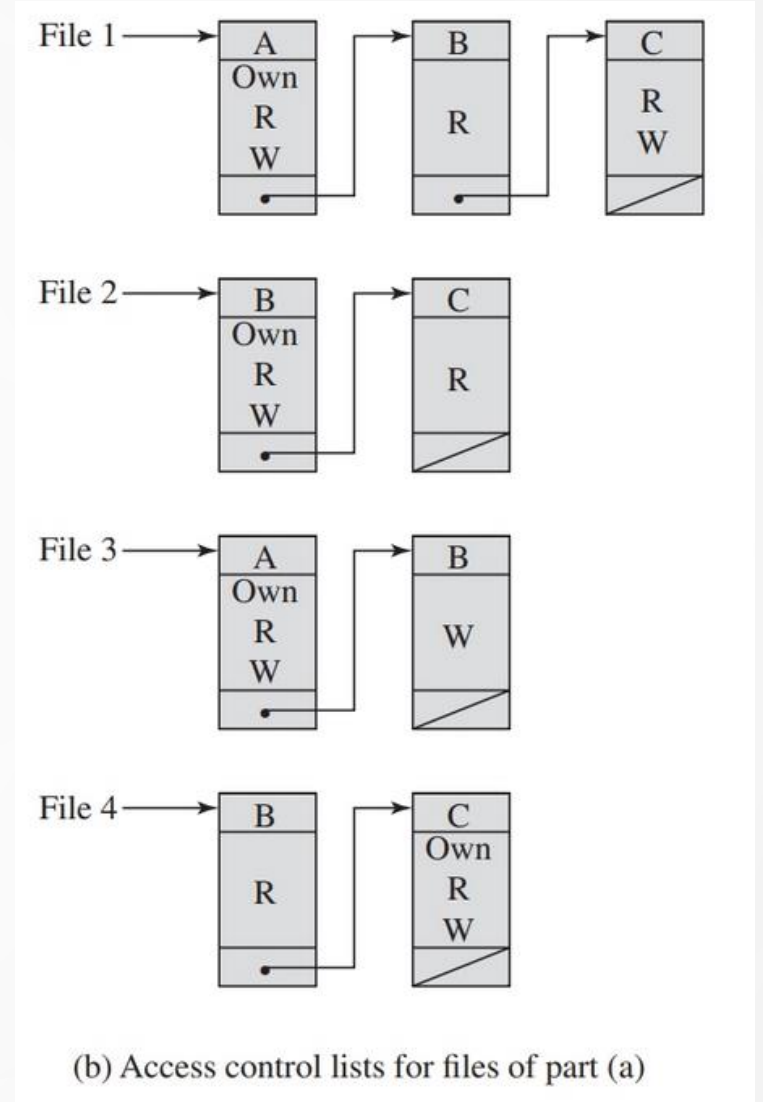 File 1 A B C
Own
R R R
W W
File 2 B C
Own
R R
W
File 3 A B
Own
R W
W
File 4 B C
Own
R R
W
(b) Access control lists for files of part (a)